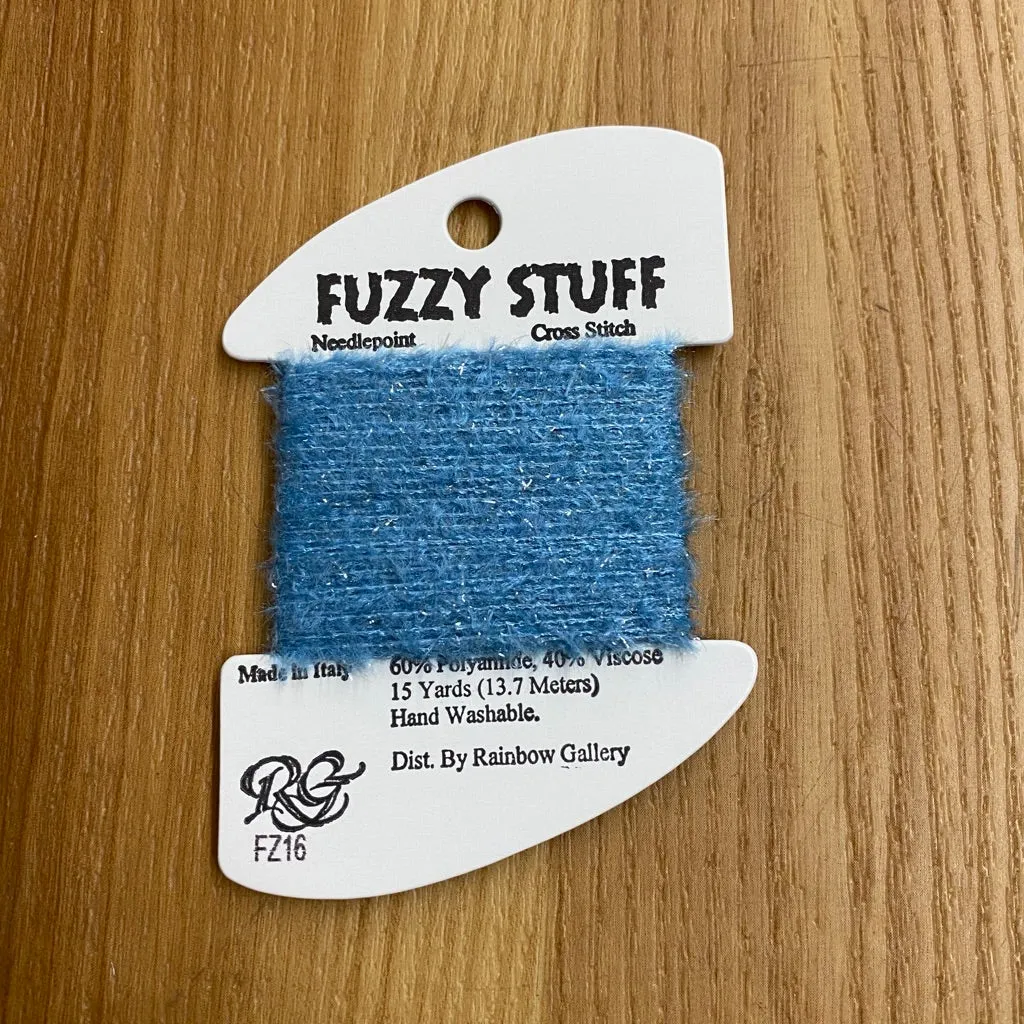 FUZZY STUFF
Needlepoint Cross Stitch
Made in Italy
60% Polyamide, 40% Viscose
15 Yards (13.7 Meters)
Hand Washable.
Dist. By Rainbow Gallery
RG
FZ16